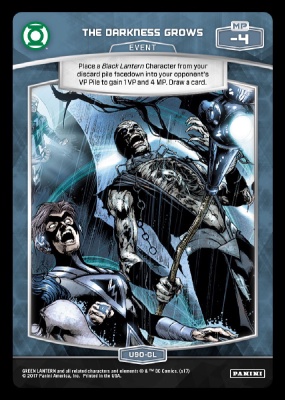 THE DARKNESS GROWS
MP
-4
EVENT
Place a Black Lantern Character from your
discard pile facedown into your opponent's
VP Pile to gain 1 VP and 4 MP. Draw a card.
U90-GL
GREEN LANTERN and all related characters and elements © & ™ DC Comics. (s17)
© 2017 Panini America, Inc. Printed in the USA.
PANINI